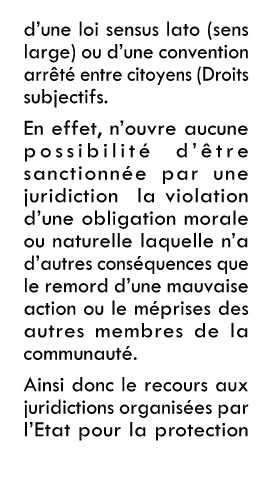 d'une loi sensus lato (sens
large) ou d'une convention
arrêté entre citoyens (Droits
subjectifs.
En effet, n'ouvre aucune
possibilité d'être
sanctionnée par une
juridiction la violation
d'une obligation morale
ou naturelle laquelle n'a
d'autres conséquences que
le remord d'une mauvaise
action ou le méprises des
autres membres de la
communauté.
Ainsi donc le recours aux
juridictions organisées par
l'Etat pour la protection